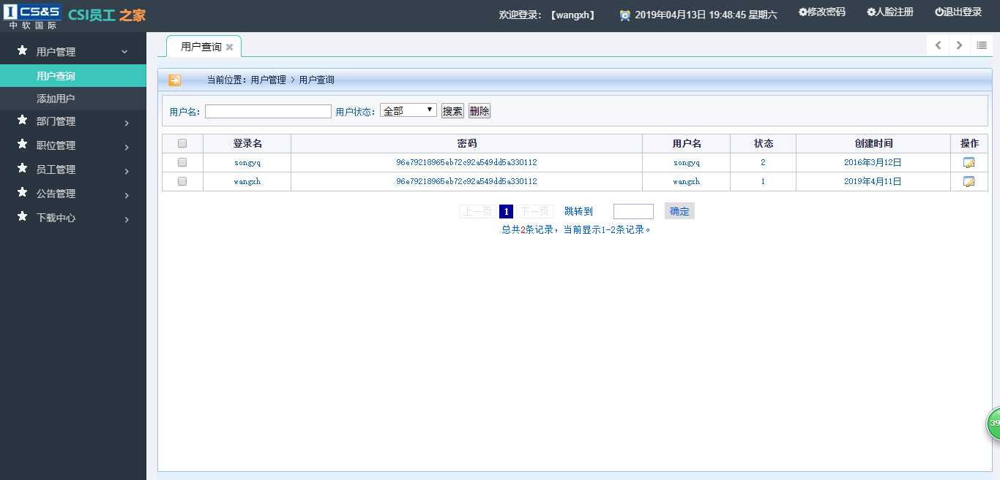 CS&S
中软国际
CSI员工 之家
欢迎登录: 【wangxh】
2019年04月13日 19:48:45 星期六
修改密码
人脸注册
退出登录
用户管理
用户查询
添加用户
部门管理
职位管理
员工管理
公告管理
下载中心
用户查询
当前位置: 用户管理 > 用户查询
用户名: 用户状态: 全部 搜索 删除
登录名 密码 用户名 状态 创建时间 操作
songyq 96e79218965eb72c92a549dd5a330112 songyq 2 2016年3月12日
wangxh 96e79218965eb72c92a549dd5a330112 wangxh 1 2019年4月11日
上一页 1 下一页 跳转到 确定
总共2条记录，当前显示1-2条记录。
39